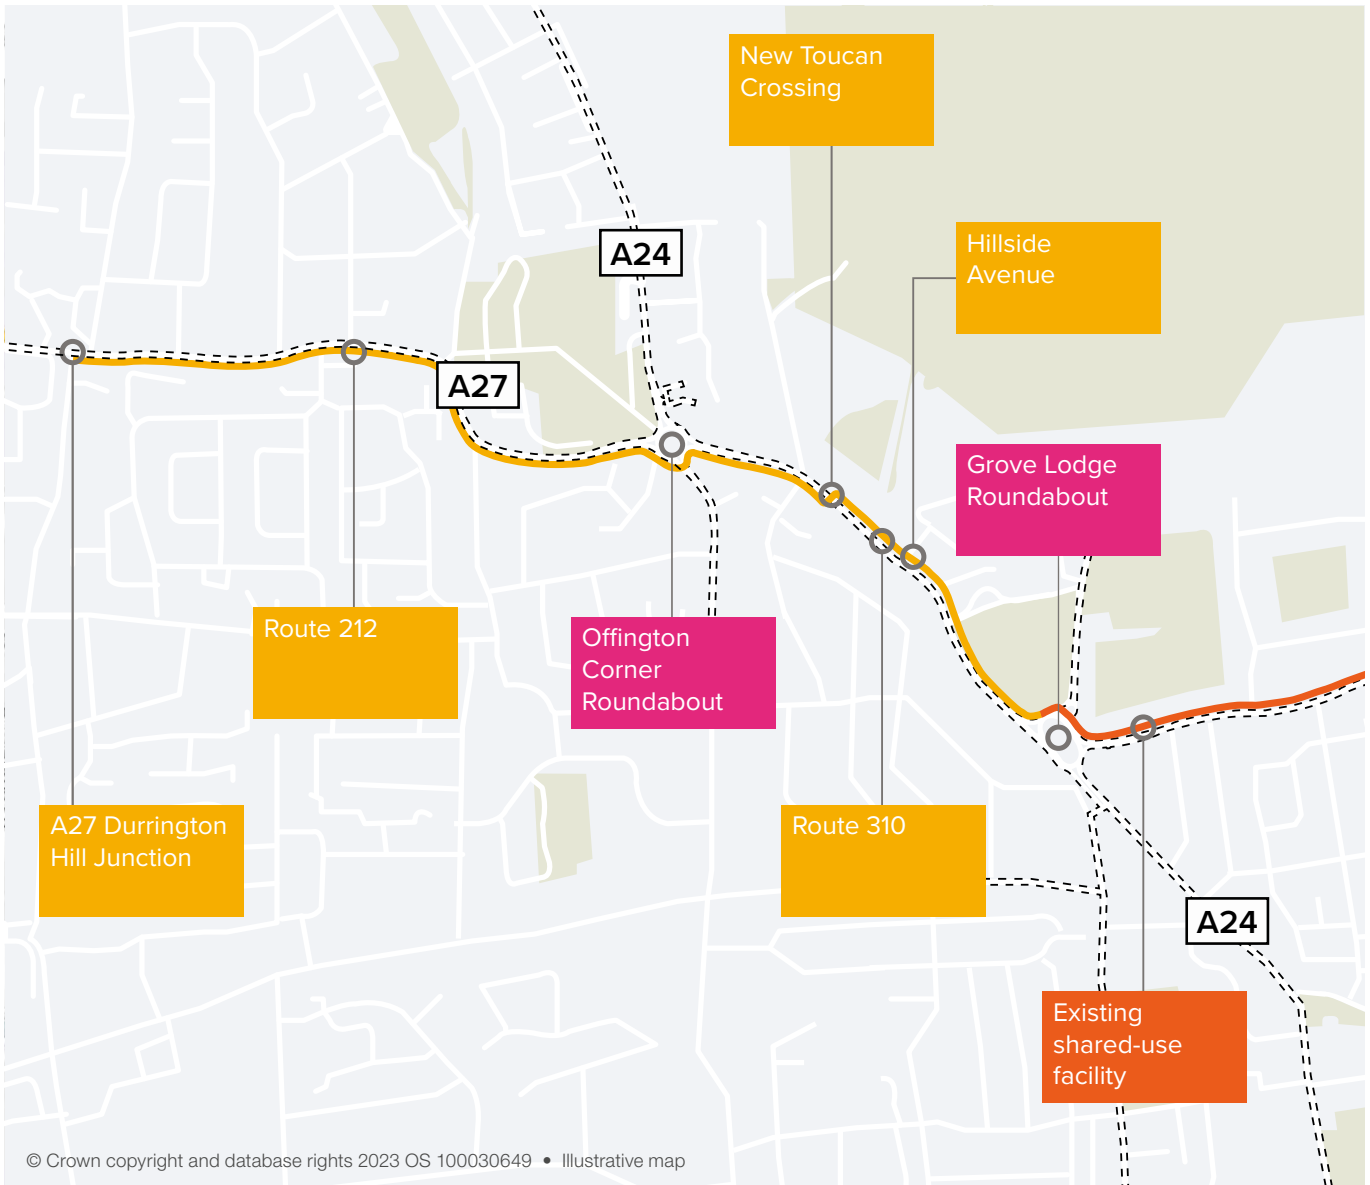 New Toucan
Crossing
A24
Hillside
Avenue
A27
Grove Lodge
Roundabout
Route 212
Offington
Corner
Roundabout
A27 Durrington
Hill Junction
Route 310
A24
Existing
shared-use
facility
© Crown copyright and database rights 2023 OS 100030649 • Illustrative map